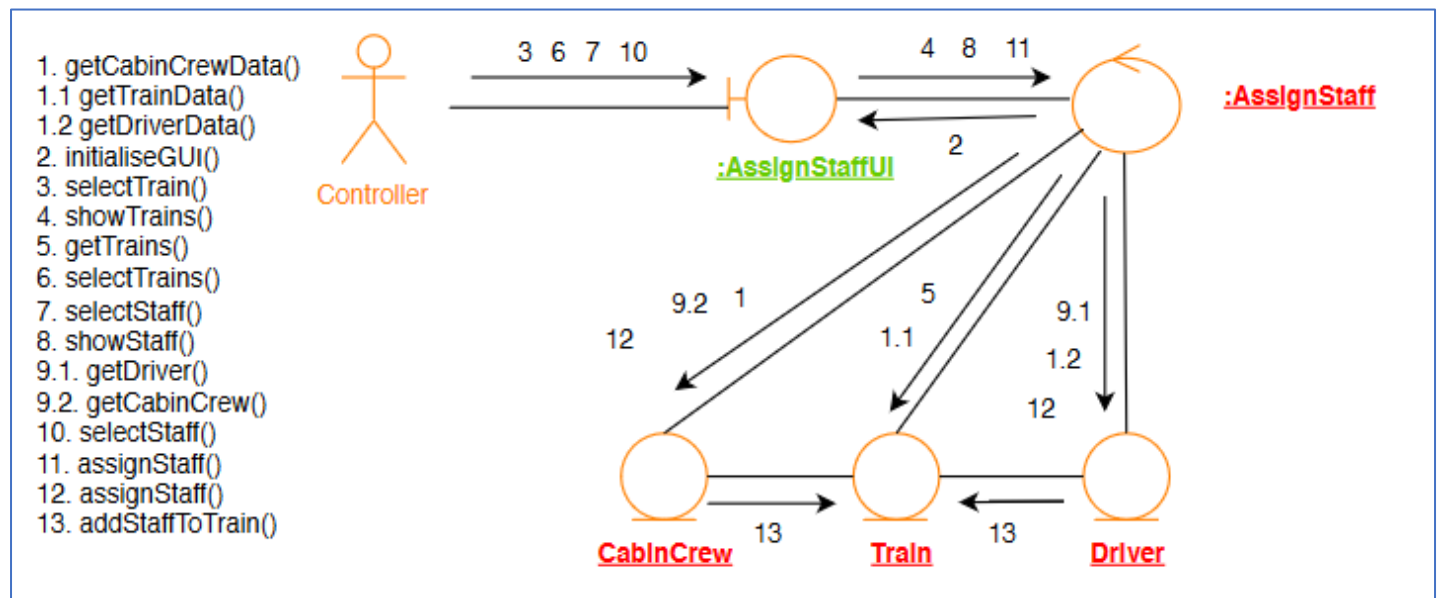 1. getCabinCrewData()
1.1 getTrainData()
1.2 getDriverData()
2. initialiseGUI()
3. selectTrain()
4. showTrains()
5. getTrains()
6. selectTrains()
7. selectStaff()
8. showStaff()
9.1. getDriver()
9.2. getCabinCrew()
10. selectStaff()
11. assignStaff()
12. assignStaff()
13. addStaffToTrain()
Controller
3 6 7 10
:AssignStaffUI
4 8 11
2
:AssignStaff
9.2 1
12
5
1.1
9.1
1.2
12
13
13
CabinCrew
Train
Driver